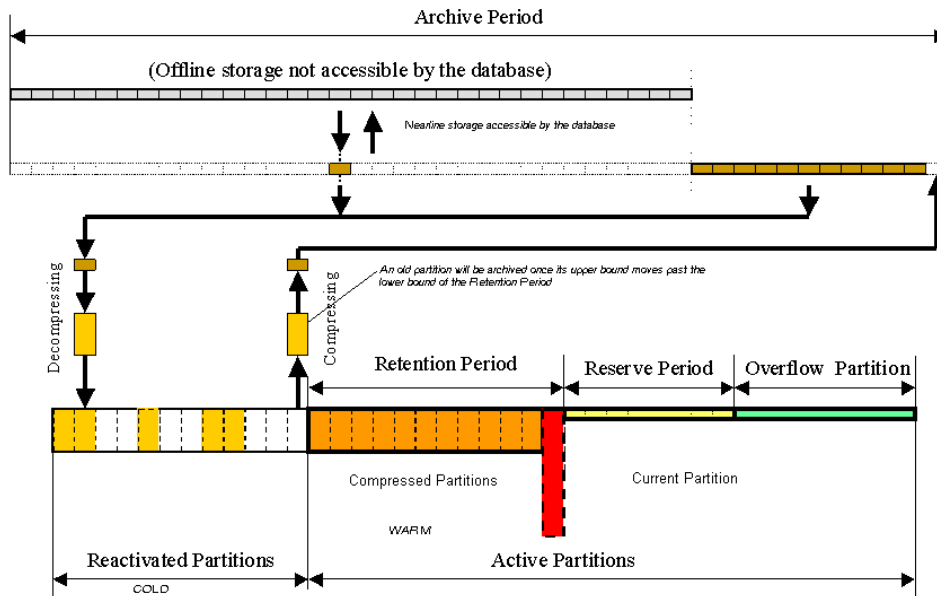 Archive Period
(Offline storage not accessible by the database)
Nearline storage accessible by the database
Decompressing
Compressing
An old partition will be archived once its upper bound moves past the
lower bound of the Retention Period
Retention Period
Reserve Period
Overflow Partition
Compressed Partitions
Current Partition
WARM
Reactivated Partitions
Active Partitions
COLD